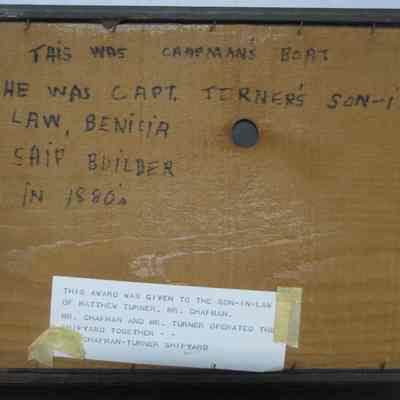 THIS WAS CHAPMANS BOAT
HE WAS CAPT. TURNER'S SON-I
LAW, BENICIA
SHIP BUILDER
IN 1880's
THIS AWARD WAS GIVEN TO THE SON-IN-LAW
OF MATTHEW TURNER, MR. CHAPMAN.
MR. CHAPMAN AND MR. TURNER OPERATED THE
SHIPYARD TOGETHER - -
CHAPMAN-TURNER SHIPYARD